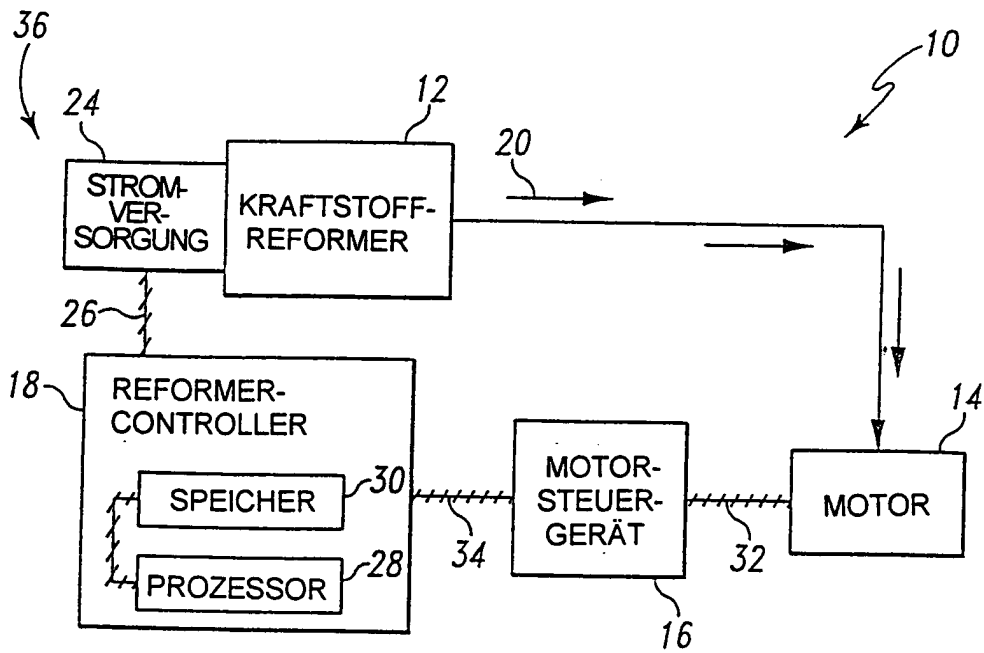 36
10
12
24
20
STROM-
VER-
SORGUNG
KRAFTSTOFF-
REFORMER
26
18
REFORMER-
CONTROLLER
14
SPEICHER
30
MOTOR-
STEUER-
GERÄT
MOTOR
34
32
PROZESSOR
28
16